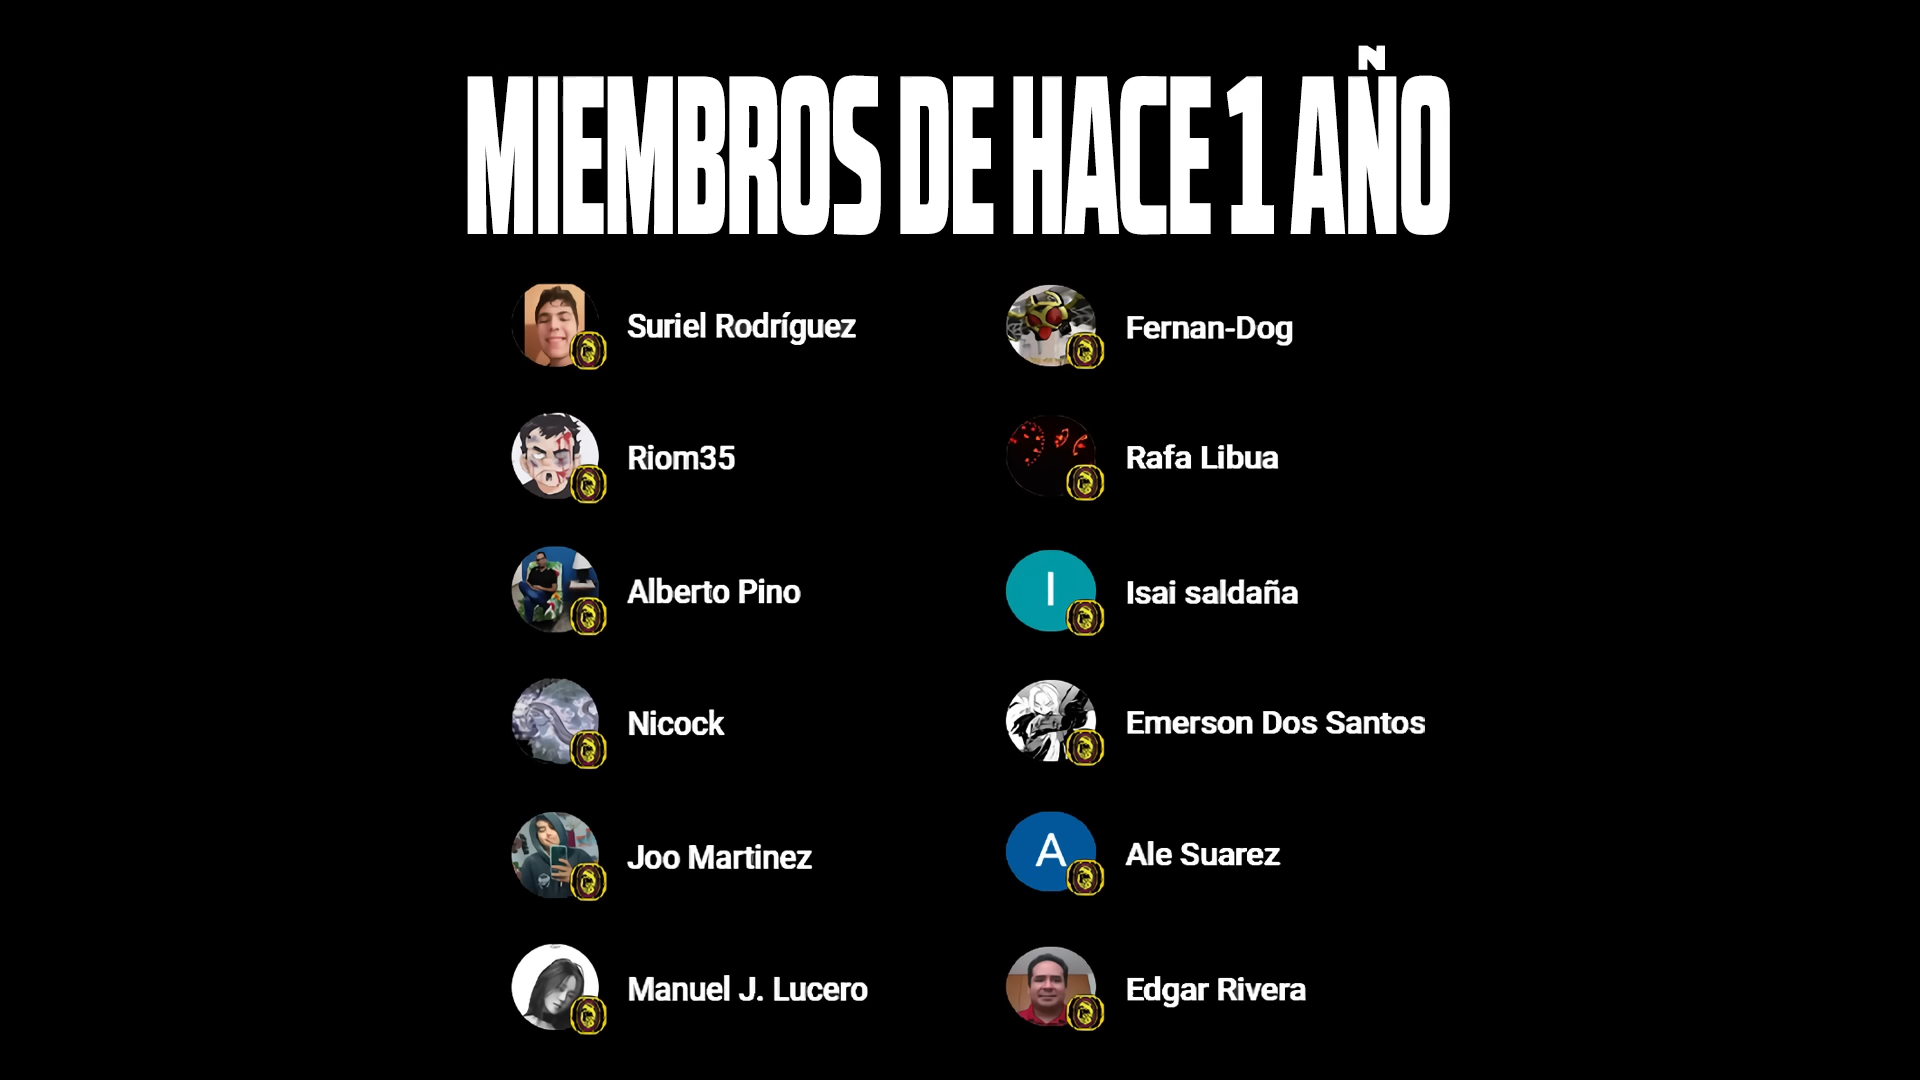 MIEMBROS DE HACE 1 AÑO
Suriel Rodríguez
Riom35
Alberto Pino
Nicock
Joo Martinez
Manuel J. Lucero
Fernan-Dog
Rafa Libua
I
Isai saldaña
Emerson Dos Santos
A
Ale Suarez
Edgar Rivera